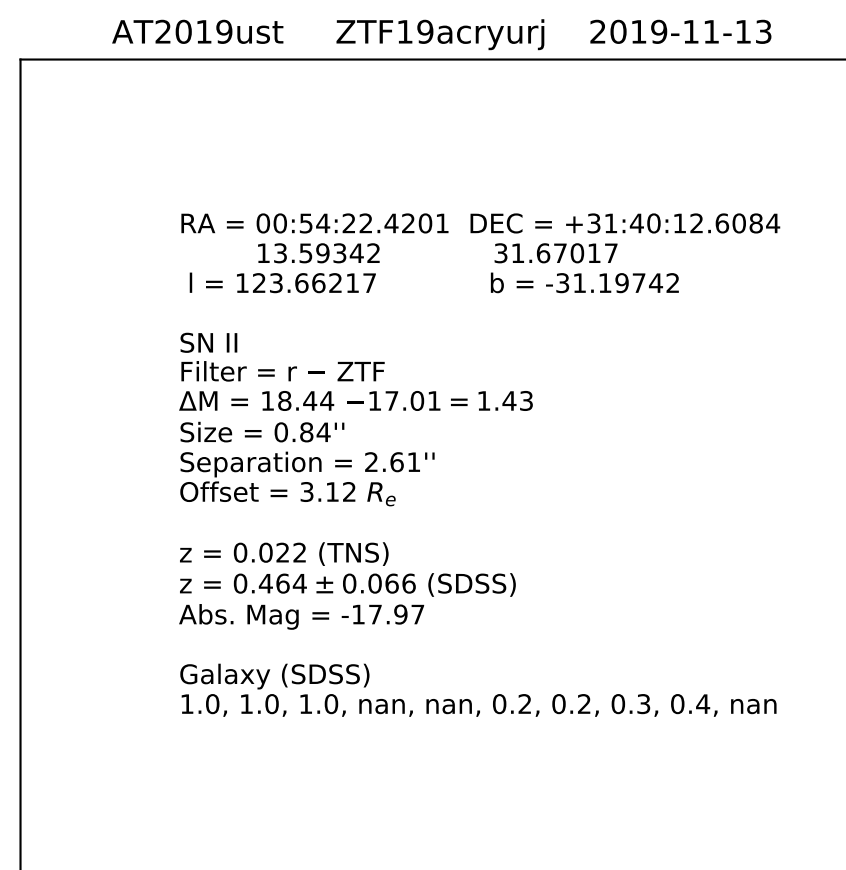 AT2019ust ZTF19acryurj 2019-11-13
RA = 00:54:22.4201 DEC = +31:40:12.6084
13.59342 31.67017
l = 123.66217 b = -31.19742
SN II
Filter = r − ZTF
ΔM = 18.44 −17.01 = 1.43
Size = 0.84''
Separation = 2.61''
Offset = 3.12 Re
z = 0.022 (TNS)
z = 0.464 ± 0.066 (SDSS)
Abs. Mag = -17.97
Galaxy (SDSS)
1.0, 1.0, 1.0, nan, nan, 0.2, 0.2, 0.3, 0.4, nan